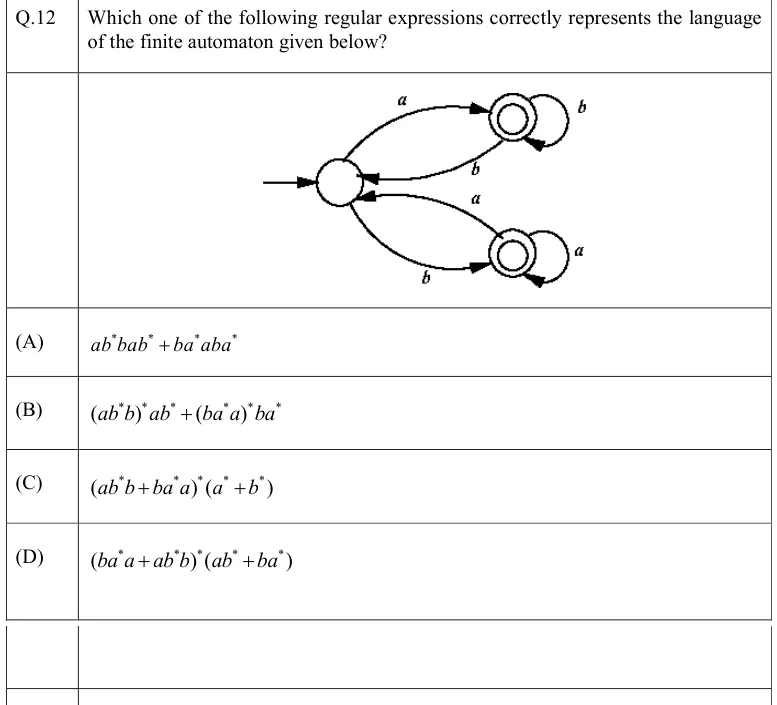 Q.12 Which one of the following regular expressions correctly represents the language
of the finite automaton given below?
a
b
b
a
a
b
(A) ab*bab* + ba*aba*
(B) (ab*b)*ab* + (ba*a)*ba*
(C) (ab*b + ba*a)*(a* + b*)
(D) (ba*a + ab*b)*(ab* + ba*)